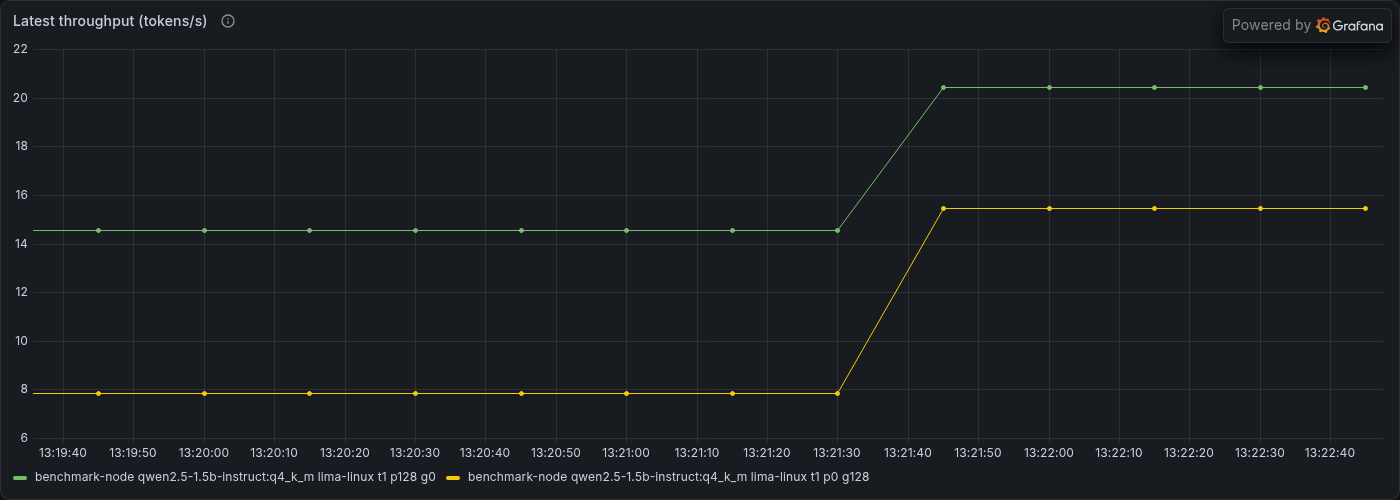 Latest throughput (tokens/s)
Powered by Grafana
22
20
18
16
14
12
10
8
6
13:19:40 13:19:50 13:20:00 13:20:10 13:20:20 13:20:30 13:20:40 13:20:50 13:21:00 13:21:10 13:21:20 13:21:30 13:21:40 13:21:50 13:22:00 13:22:10 13:22:20 13:22:30 13:22:40
benchmark-node qwen2.5-1.5b-instruct:q4_k_m lima-linux t1 p128 g0 benchmark-node qwen2.5-1.5b-instruct:q4_k_m lima-linux t1 p0 g128